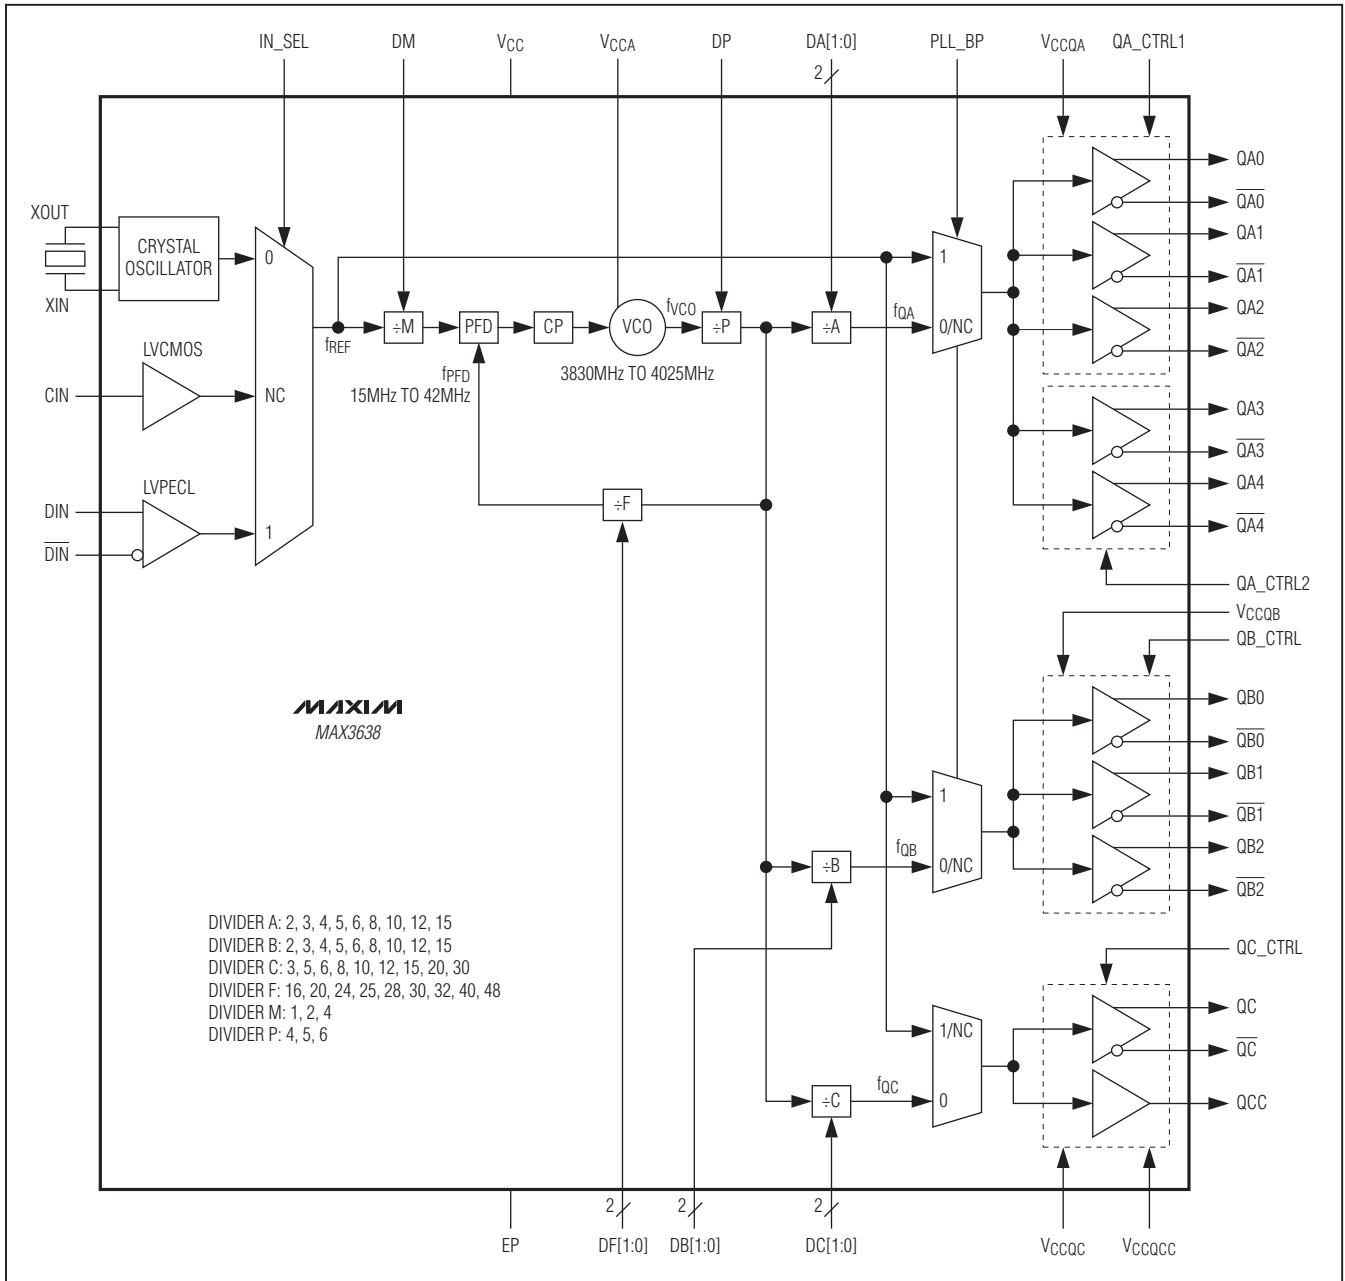 IN_SEL DM VCC VCCA DP DA[1:0] PLL_BP VCCQA QA_CTRL1
2
XOUT
CRYSTAL
OSCILLATOR
XIN
0
NC
1
LVCMOS
CIN
LVPECL
DIN
DIN
fREF
÷M
PFD
CP
VCO
fVCO
÷P
÷A
fQA
1
0/NC
fPFD
15MHz TO 42MHz
3830MHz TO 4025MHz
÷F
QA0
QA0
QA1
QA1
QA2
QA2
QA3
QA3
QA4
QA4
QA_CTRL2
VCCQB
QB_CTRL
MAXIM
MAX3638
1
÷B
fQB
0/NC
QB0
QB0
QB1
QB1
QB2
QB2
QC_CTRL
DIVIDER A: 2, 3, 4, 5, 6, 8, 10, 12, 15
DIVIDER B: 2, 3, 4, 5, 6, 8, 10, 12, 15
DIVIDER C: 3, 5, 6, 8, 10, 12, 15, 20, 30
DIVIDER F: 16, 20, 24, 25, 28, 30, 32, 40, 48
DIVIDER M: 1, 2, 4
DIVIDER P: 4, 5, 6
1/NC
÷C
fQC
0
QC
QC
QCC
2 2 2
EP DF[1:0] DB[1:0] DC[1:0] VCCQC VCCQCC